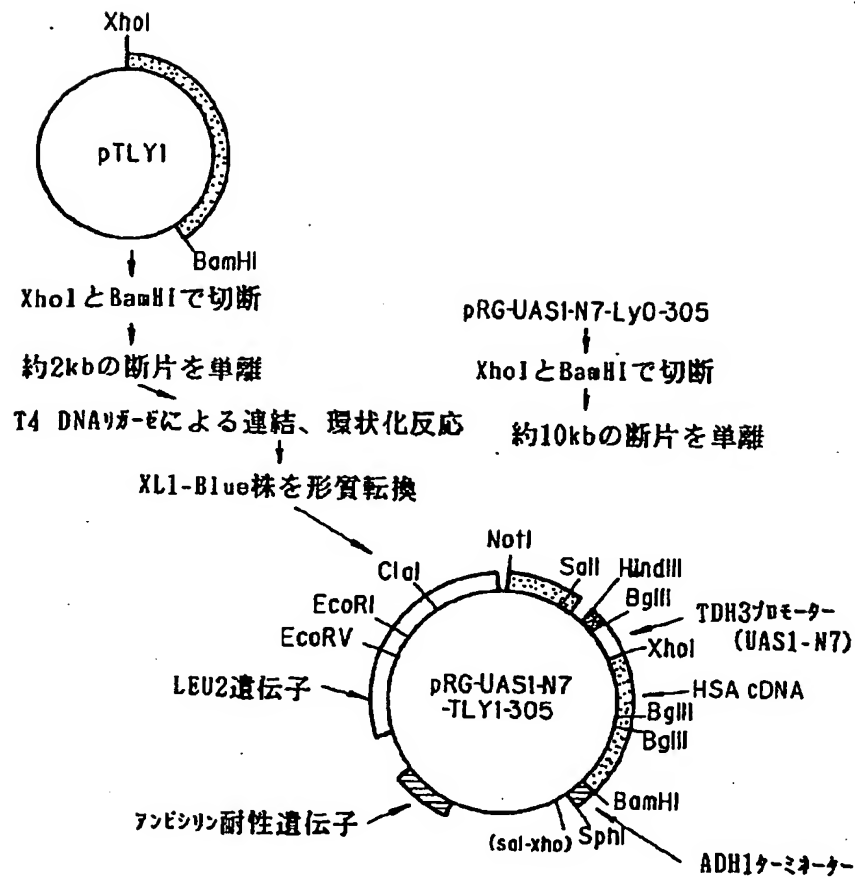 XhoI
pTLY1
BamHI
XhoIとBamHIで切断
約2kbの断片を単離
pRG-UAS1-N7-LyO-305
XhoIとBamHIで切断
約10kbの断片を単離
T4 DNAリガーゼによる連結、環状化反応
XL1-Blue株を形質転換
NotI
SalI
HindIII
BglII
ClaI
EcoRI
EcoRV
TDH3プロモーター
(UAS1-N7)
XhoI
LEU2遺伝子
pRG-UAS1-N7
-TLY1-305
HSA cDNA
BglII
BglII
BamHI
アンピシリン耐性遺伝子
(sal-xho)
SphI
ADH1ターミネーター